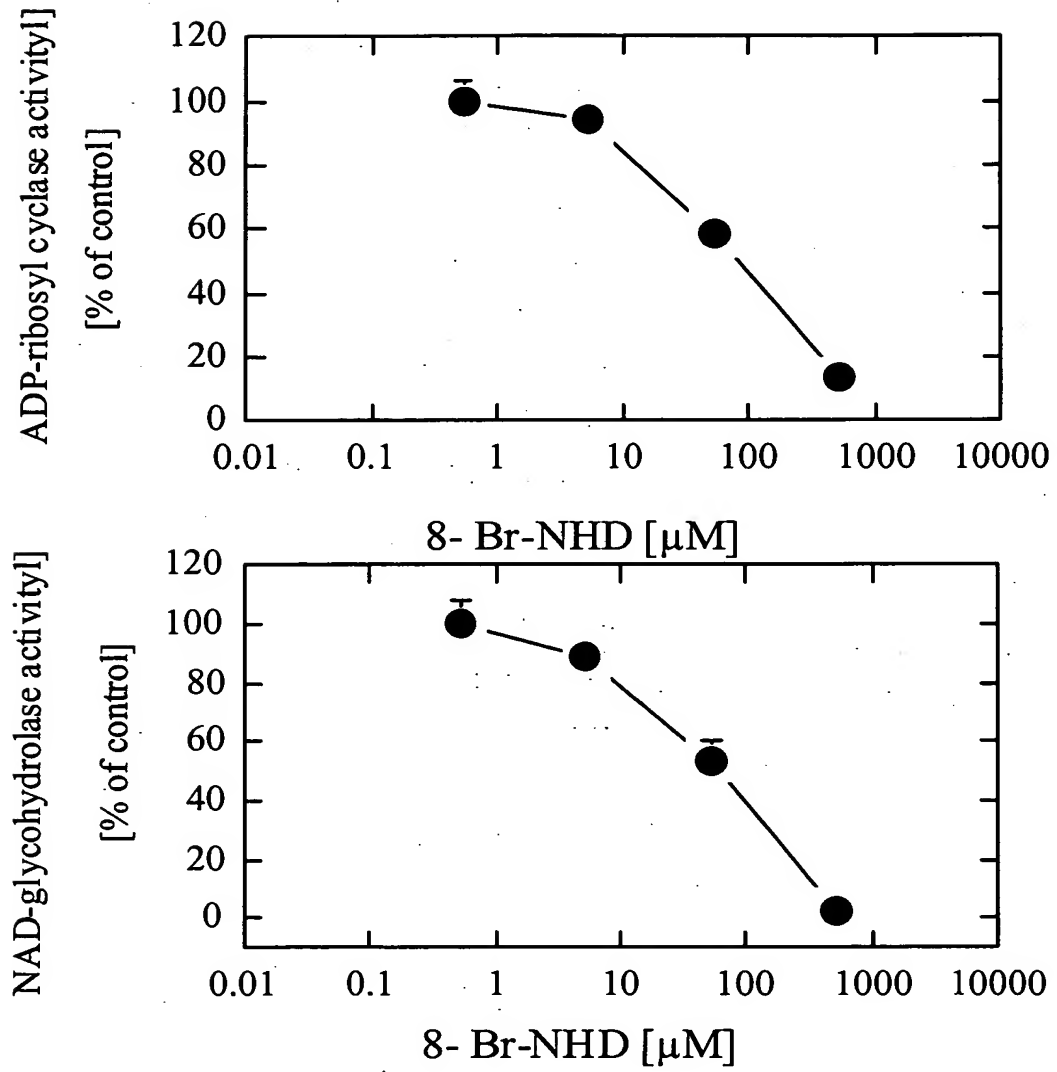 ADP-ribosyl cyclase activity]
[% of control]
120
100
80
60
40
20
0
0.01 0.1 1 10 100 1000 10000
8- Br-NHD [μM]
NAD-glycohydrolase activity]
[% of control]
120
100
80
60
40
20
0
0.01 0.1 1 10 100 1000 10000
8- Br-NHD [μM]